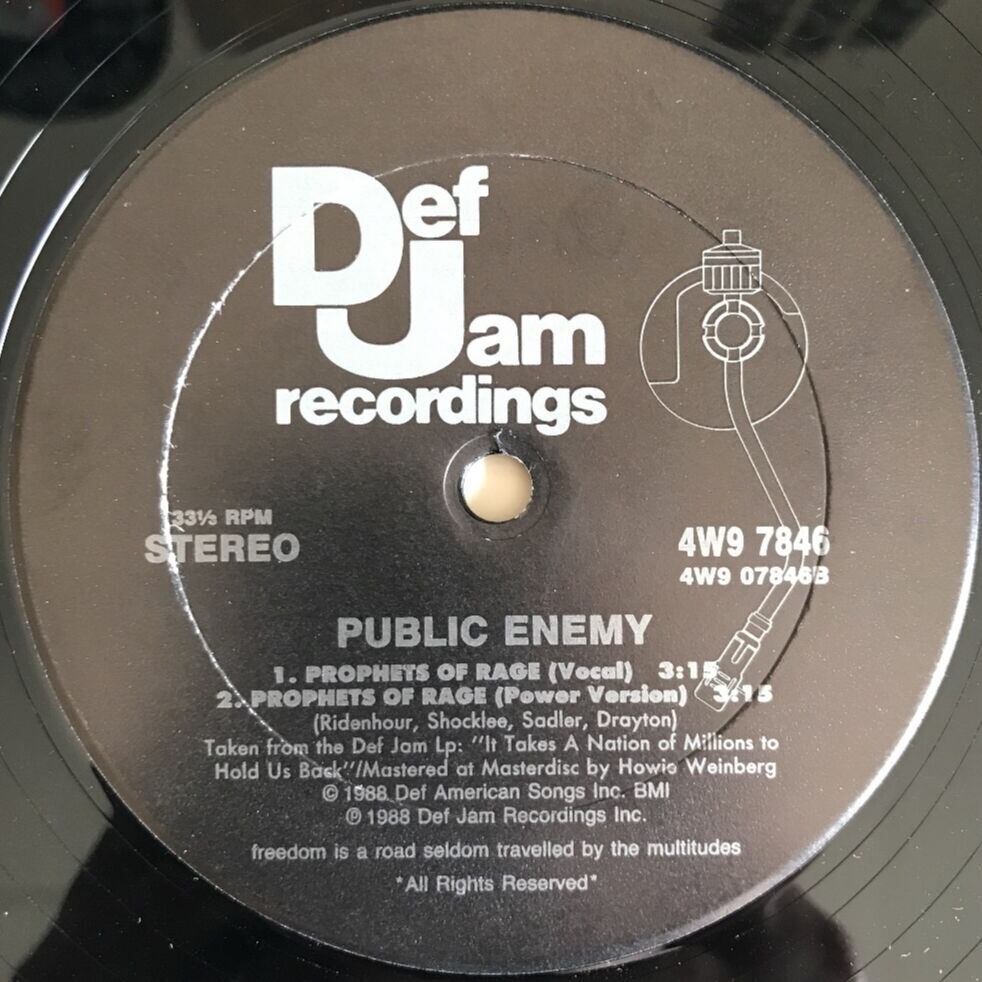 Def
Jam
recordings
33⅓ RPM
STEREO
4W9 7846
4W9 07846B
PUBLIC ENEMY
1. PROPHETS OF RAGE (Vocal) 3:15
2. PROPHETS OF RAGE (Power Version) 3:15
(Ridenhour, Shocklee, Sadler, Drayton)
Taken from the Def Jam Lp: "It Takes A Nation of Millions to
Hold Us Back"/Mastered at Masterdisc by Howie Weinberg
© 1988 Def American Songs Inc. BMI
℗ 1988 Def Jam Recordings Inc.
freedom is a road seldom travelled by the multitudes
*All Rights Reserved*